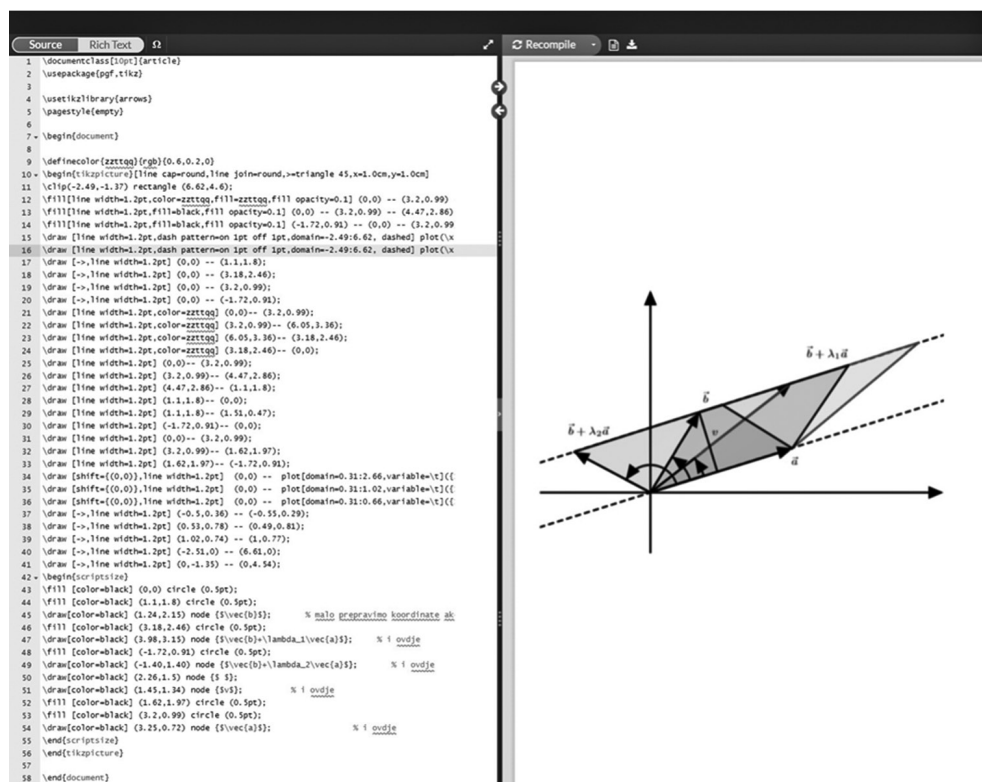 Source Rich Text Ω Recompile
1 \documentclass[10pt]{article}
2 \usepackage{pgf,tikz}
3
4 \usetikzlibrary{arrows}
5 \pagestyle{empty}
6
7 \begin{document}
8
9 \definecolor{zzttqq}{rgb}{0.6,0.2,0}
10 \begin{tikzpicture}[line cap=round,line join=round,>=triangle 45,x=1.0cm,y=1.0cm]
11 \clip(-2.49,-1.37) rectangle (6.62,4.6);
12 \fill[line width=1.2pt,color=zzttqq,fill=zzttqq,fill opacity=0.1] (0,0) -- (3.2,0.99)
13 \fill[line width=1.2pt,fill=black,fill opacity=0.1] (0,0) -- (3.2,0.99) -- (4.47,2.86)
14 \fill[line width=1.2pt,fill=black,fill opacity=0.1] (-1.72,0.91) -- (0,0) -- (3.2,0.99
15 \draw [line width=1.2pt,dash pattern=on 1pt off 1pt,domain=-2.49:6.62, dashed] plot(\x
16 \draw [line width=1.2pt,dash pattern=on 1pt off 1pt,domain=-2.49:6.62, dashed] plot(\x
17 \draw [->,line width=1.2pt] (0,0) -- (1.1,1.8);
18 \draw [->,line width=1.2pt] (0,0) -- (3.18,2.46);
19 \draw [->,line width=1.2pt] (0,0) -- (3.2,0.99);
20 \draw [->,line width=1.2pt] (0,0) -- (-1.72,0.91);
21 \draw [line width=1.2pt,color=zzttqq] (0,0)-- (3.2,0.99);
22 \draw [line width=1.2pt,color=zzttqq] (3.2,0.99)-- (6.05,3.36);
23 \draw [line width=1.2pt,color=zzttqq] (6.05,3.36)-- (3.18,2.46);
24 \draw [line width=1.2pt,color=zzttqq] (3.18,2.46)-- (0,0);
25 \draw [line width=1.2pt] (0,0)-- (3.2,0.99);
26 \draw [line width=1.2pt] (3.2,0.99)-- (4.47,2.86);
27 \draw [line width=1.2pt] (4.47,2.86)-- (1.1,1.8);
28 \draw [line width=1.2pt] (1.1,1.8)-- (0,0);
29 \draw [line width=1.2pt] (1.1,1.8)-- (1.51,0.47);
30 \draw [line width=1.2pt] (-1.72,0.91)-- (0,0);
31 \draw [line width=1.2pt] (0,0)-- (3.2,0.99);
32 \draw [line width=1.2pt] (3.2,0.99)-- (1.62,1.97);
33 \draw [line width=1.2pt] (1.62,1.97)-- (-1.72,0.91);
34 \draw [shift={(0,0)},line width=1.2pt] (0,0) -- plot[domain=0.31:2.66,variable=\t]({
35 \draw [shift={(0,0)},line width=1.2pt] (0,0) -- plot[domain=0.31:1.02,variable=\t]({
36 \draw [shift={(0,0)},line width=1.2pt] (0,0) -- plot[domain=0.31:0.66,variable=\t]({
37 \draw [->,line width=1.2pt] (-0.5,0.36) -- (-0.55,0.29);
38 \draw [->,line width=1.2pt] (0.53,0.78) -- (0.49,0.81);
39 \draw [->,line width=1.2pt] (1.02,0.74) -- (1,0.77);
40 \draw [->,line width=1.2pt] (-2.51,0) -- (6.61,0);
41 \draw [->,line width=1.2pt] (0,-1.35) -- (0,4.54);
42 \begin{scriptsize}
43 \fill [color=black] (0,0) circle (0.5pt);
44 \fill [color=black] (1.1,1.8) circle (0.5pt);
45 \draw[color=black] (1.24,2.15) node {$\vec{b}$}; % malo prepravimo koordinate ak
46 \fill [color=black] (3.18,2.46) circle (0.5pt);
47 \draw[color=black] (3.98,3.15) node {$\vec{b}+\lambda_1\vec{a}$}; % i ovdje
48 \fill [color=black] (-1.72,0.91) circle (0.5pt);
49 \draw[color=black] (-1.40,1.40) node {$\vec{b}+\lambda_2\vec{a}$}; % i ovdje
50 \draw[color=black] (2.26,1.5) node {$ $};
51 \draw[color=black] (1.45,1.34) node {$v$}; % i ovdje
52 \fill [color=black] (1.62,1.97) circle (0.5pt);
53 \fill [color=black] (3.2,0.99) circle (0.5pt);
54 \draw[color=black] (3.25,0.72) node {$\vec{a}$}; % i ovdje
55 \end{scriptsize}
56 \end{tikzpicture}
57
58 \end{document}
b⃗ + λ₁a⃗
b⃗
b⃗ + λ₂a⃗
v
a⃗